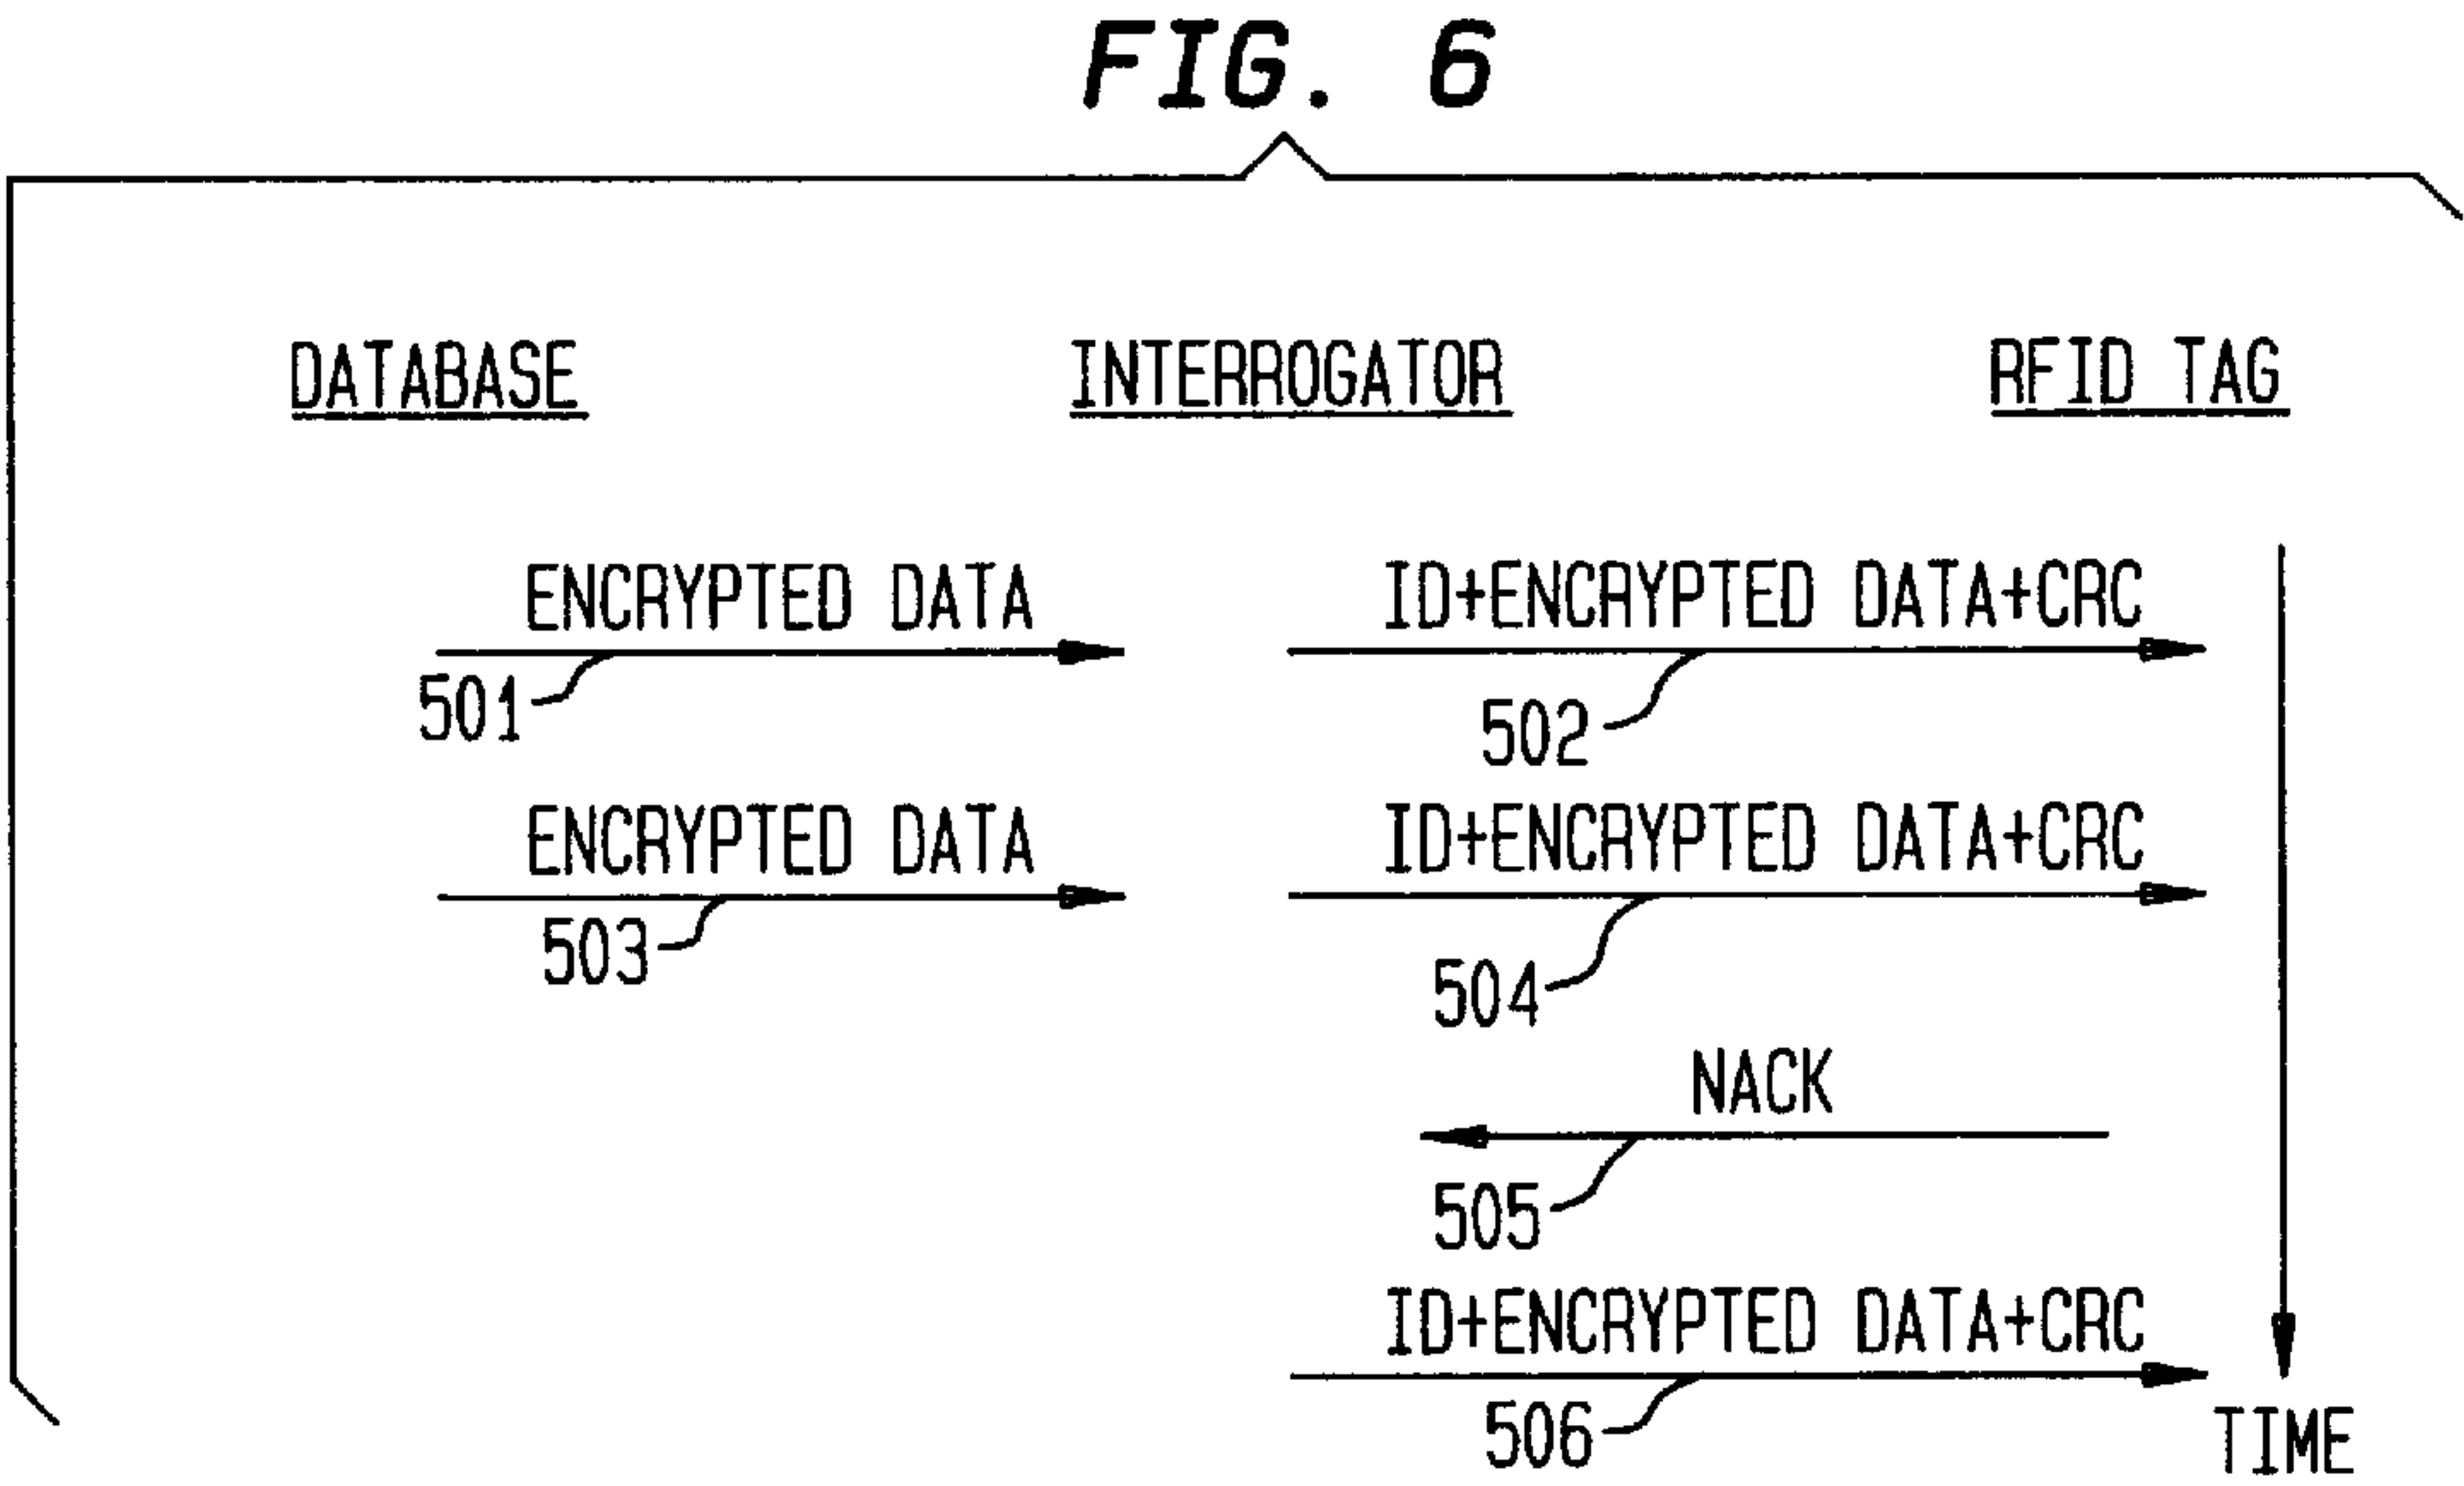 FIG. 6
DATABASE
INTERROGATOR
RFID TAG
ENCRYPTED DATA
ID+ENCRYPTED DATA+CRC
501
502
ENCRYPTED DATA
ID+ENCRYPTED DATA+CRC
503
504
NACK
505
ID+ENCRYPTED DATA+CRC
506
TIME